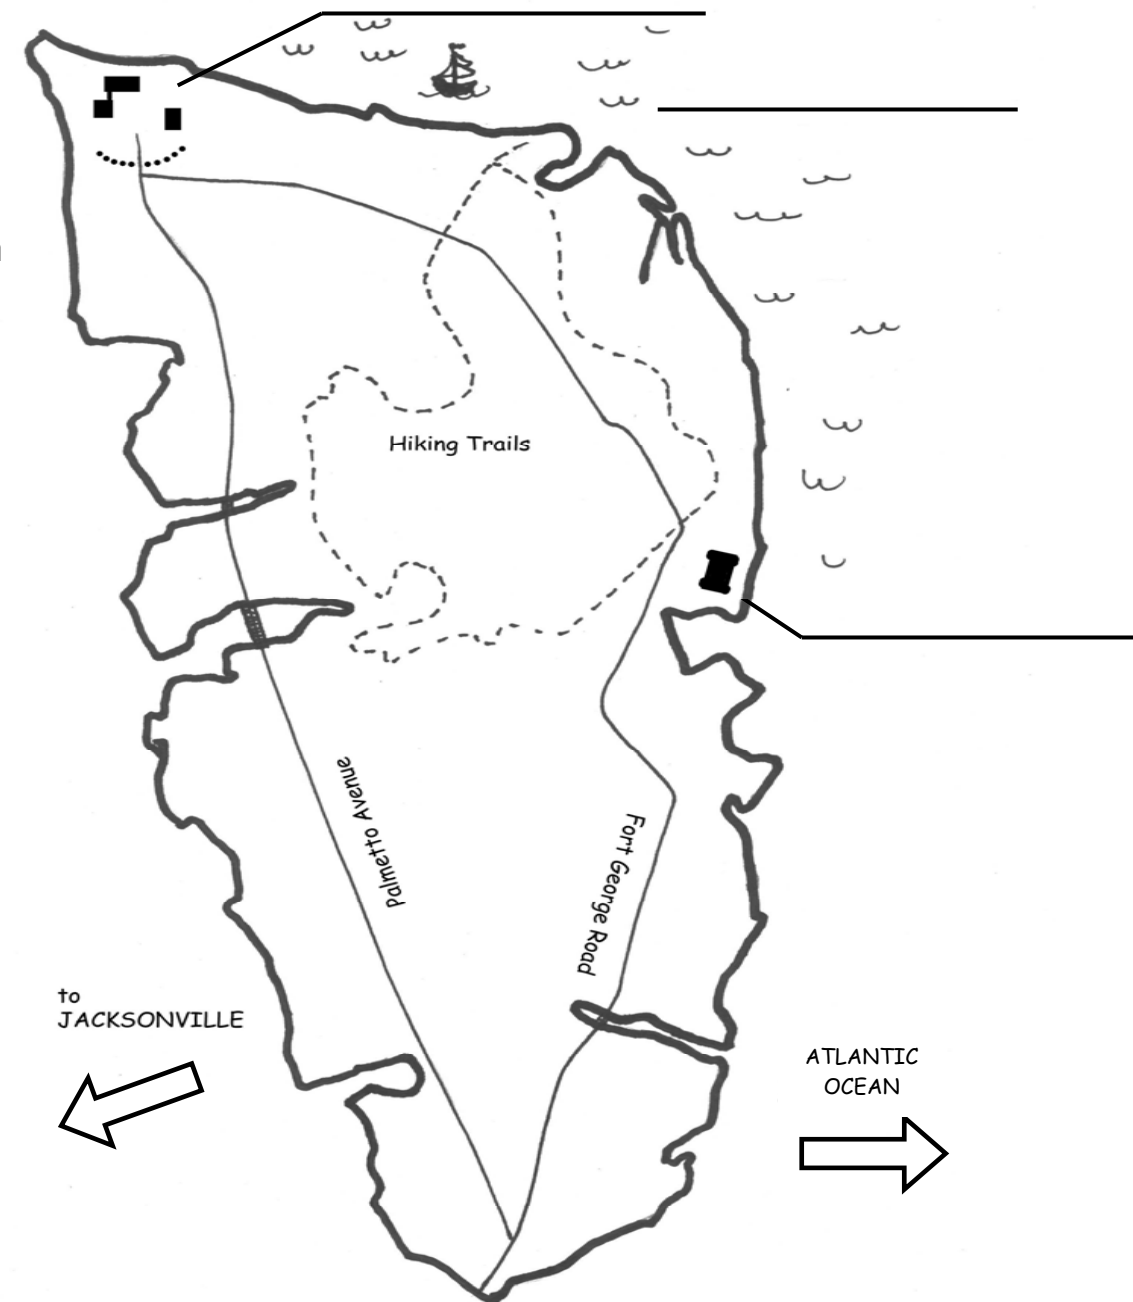 Hiking Trails
Palmetto Avenue
Fort George Road
to
JACKSONVILLE
ATLANTIC
OCEAN